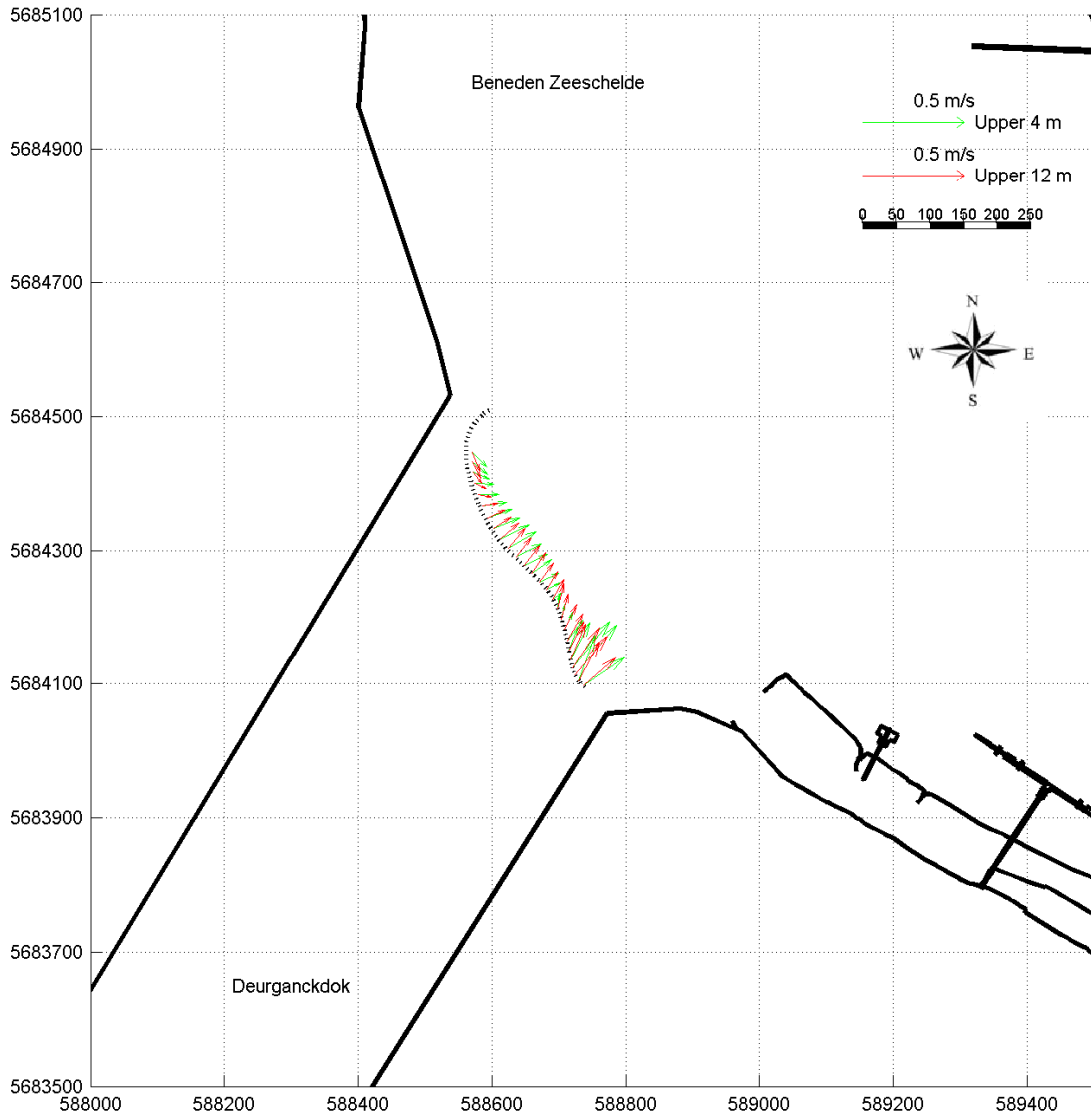 5685100
Beneden Zeeschelde
0.5 m/s
Upper 4 m
5684900
0.5 m/s
Upper 12 m
0 50 100 150 200 250
5684700
N
W E
S
5684500
5684300
5684100
5683900
5683700
Deurganckdok
5683500
588000 588200 588400 588600 588800 589000 589200 589400